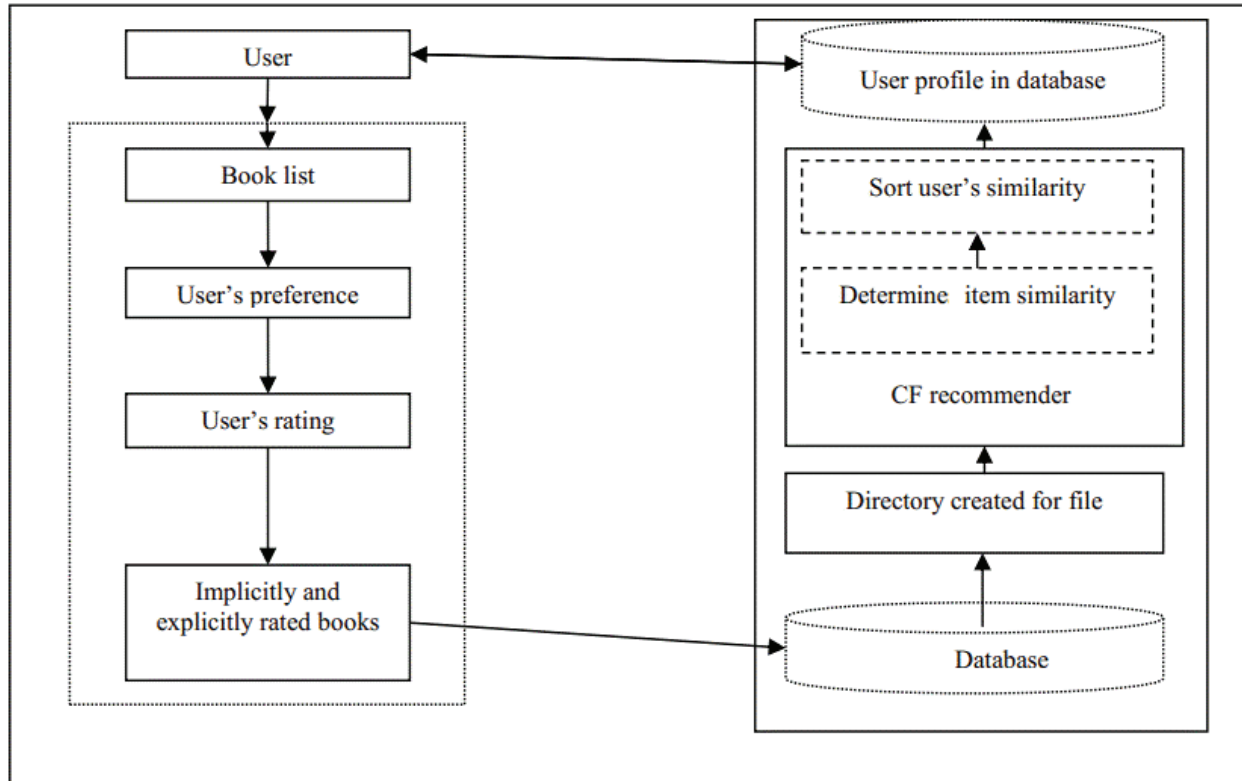 User
Book list
User’s preference
User’s rating
Implicitly and
explicitly rated books
User profile in database
Sort user’s similarity
Determine item similarity
CF recommender
Directory created for file
Database